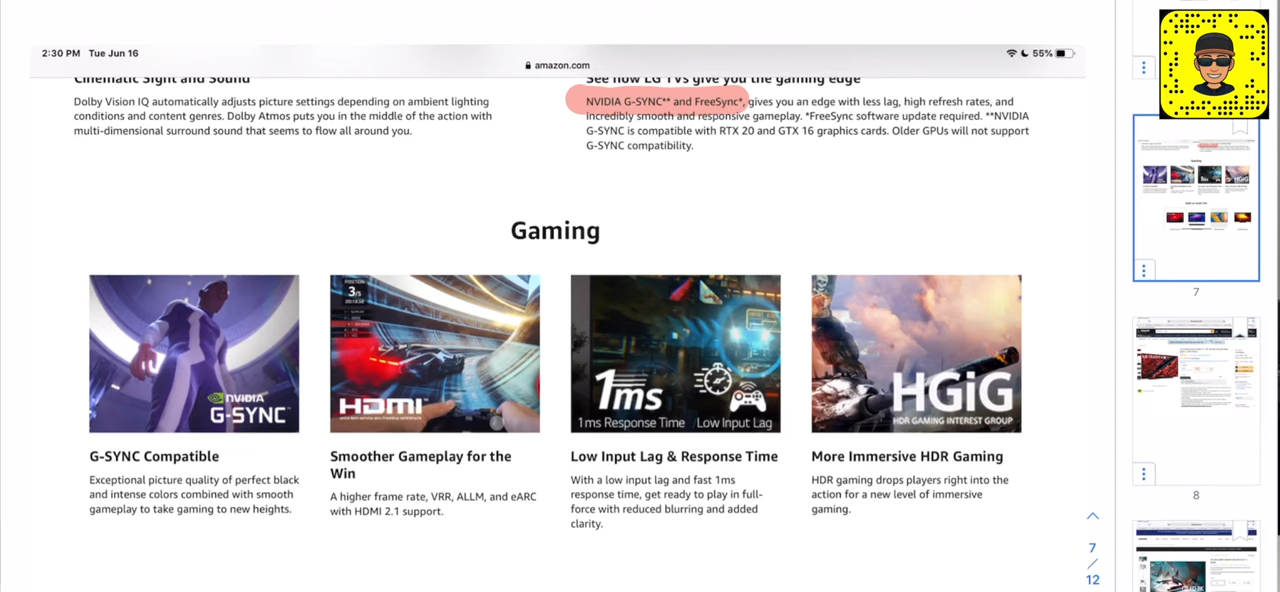 2:30 PM Tue Jun 16
55%
amazon.com
Cinematic Sight and Sound
Dolby Vision IQ automatically adjusts picture settings depending on ambient lighting
conditions and content genres. Dolby Atmos puts you in the middle of the action with
multi-dimensional surround sound that seems to flow all around you.
See how LG TVs give you the gaming edge
NVIDIA G-SYNC** and FreeSync*, gives you an edge with less lag, high refresh rates, and
incredibly smooth and responsive gameplay. *FreeSync software update required. **NVIDIA
G-SYNC is compatible with RTX 20 and GTX 16 graphics cards. Older GPUs will not support
G-SYNC compatibility.
Gaming
NVIDIA
G-SYNC
POSITION
3/5
HDMI
1ms
1ms Response Time Low Input Lag
HGiG
HDR GAMING INTEREST GROUP
G-SYNC Compatible
Exceptional picture quality of perfect black
and intense colors combined with smooth
gameplay to take gaming to new heights.
Smoother Gameplay for the
Win
A higher frame rate, VRR, ALLM, and eARC
with HDMI 2.1 support.
Low Input Lag & Response Time
With a low input lag and fast 1ms
response time, get ready to play in full-
force with reduced blurring and added
clarity.
More Immersive HDR Gaming
HDR gaming drops players right into the
action for a new level of immersive
gaming.
7
/
12
7
8